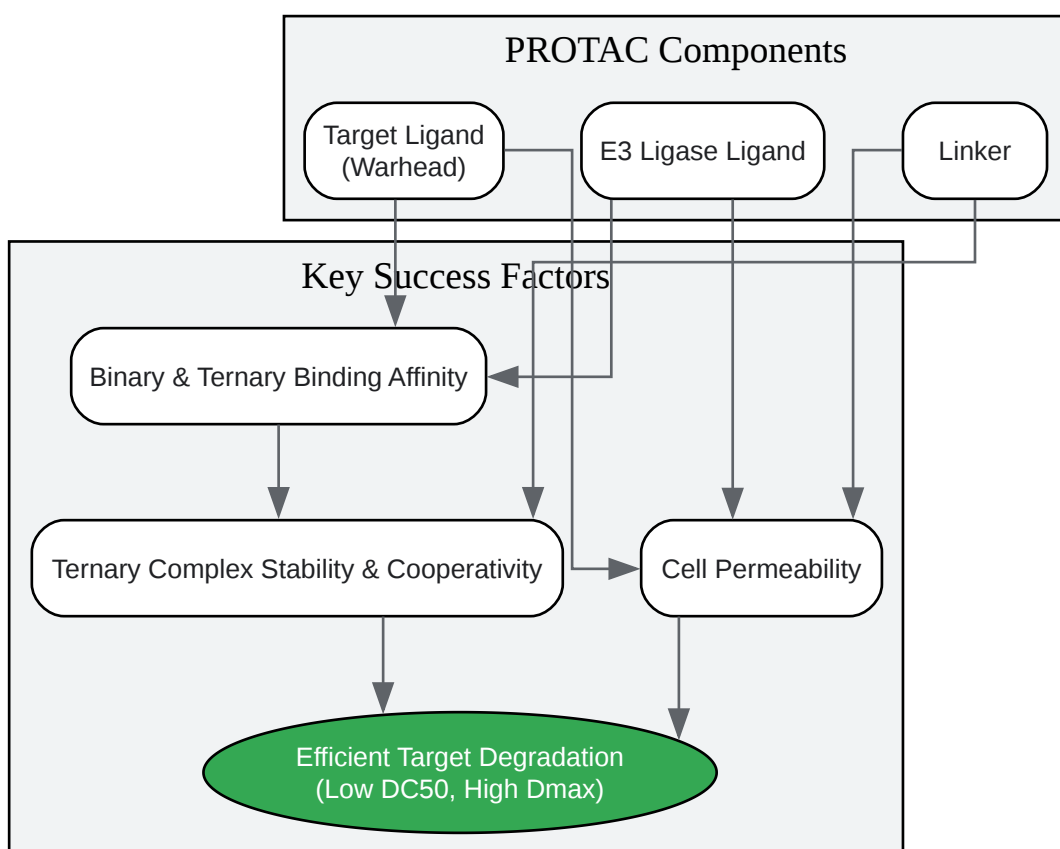 PROTAC Components
Target Ligand
(Warhead)
E3 Ligase Ligand
Linker
Key Success Factors
Binary & Ternary Binding Affinity
Ternary Complex Stability & Cooperativity
Cell Permeability
Efficient Target Degradation
(Low DC50, High Dmax)